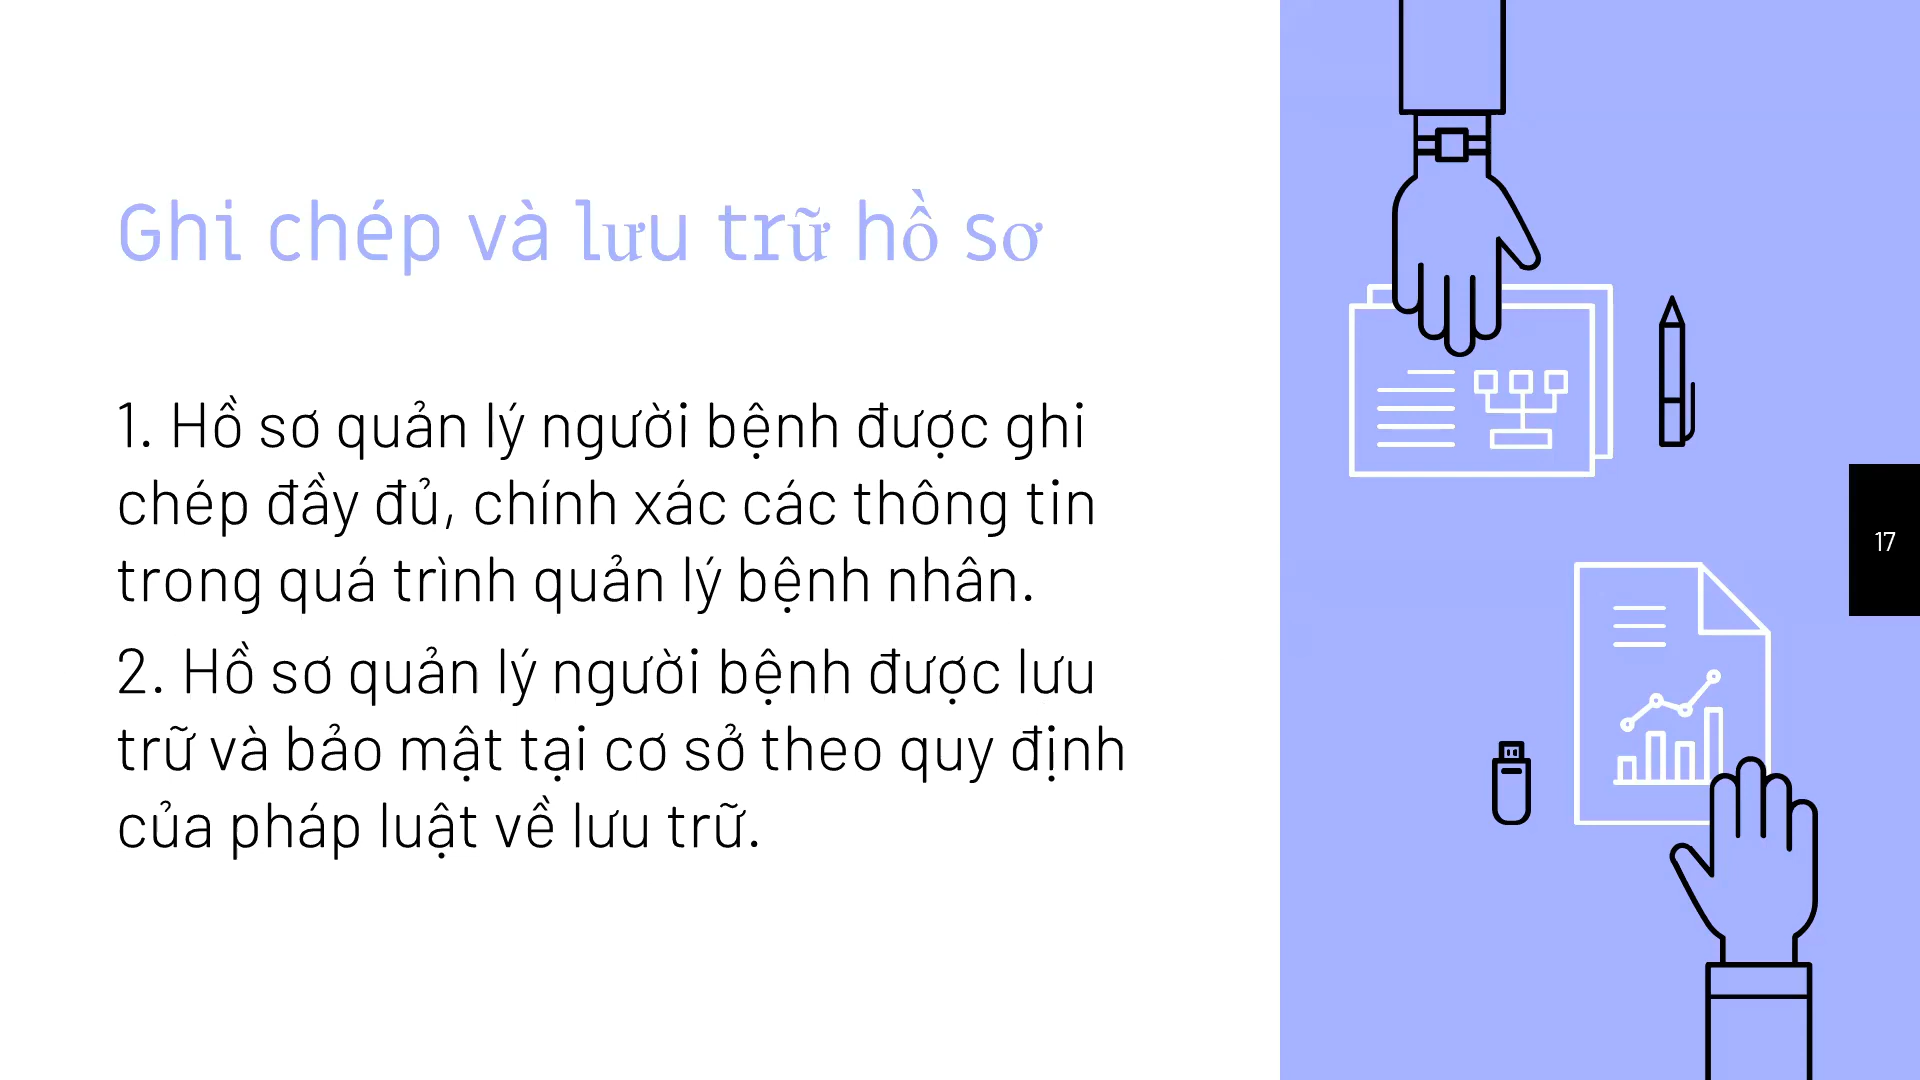 Ghi chép và lưu trữ hồ sơ
1. Hồ sơ quản lý người bệnh được ghi
chép đầy đủ, chính xác các thông tin
trong quá trình quản lý bệnh nhân.
2. Hồ sơ quản lý người bệnh được lưu
trữ và bảo mật tại cơ sở theo quy định
của pháp luật về lưu trữ.
17